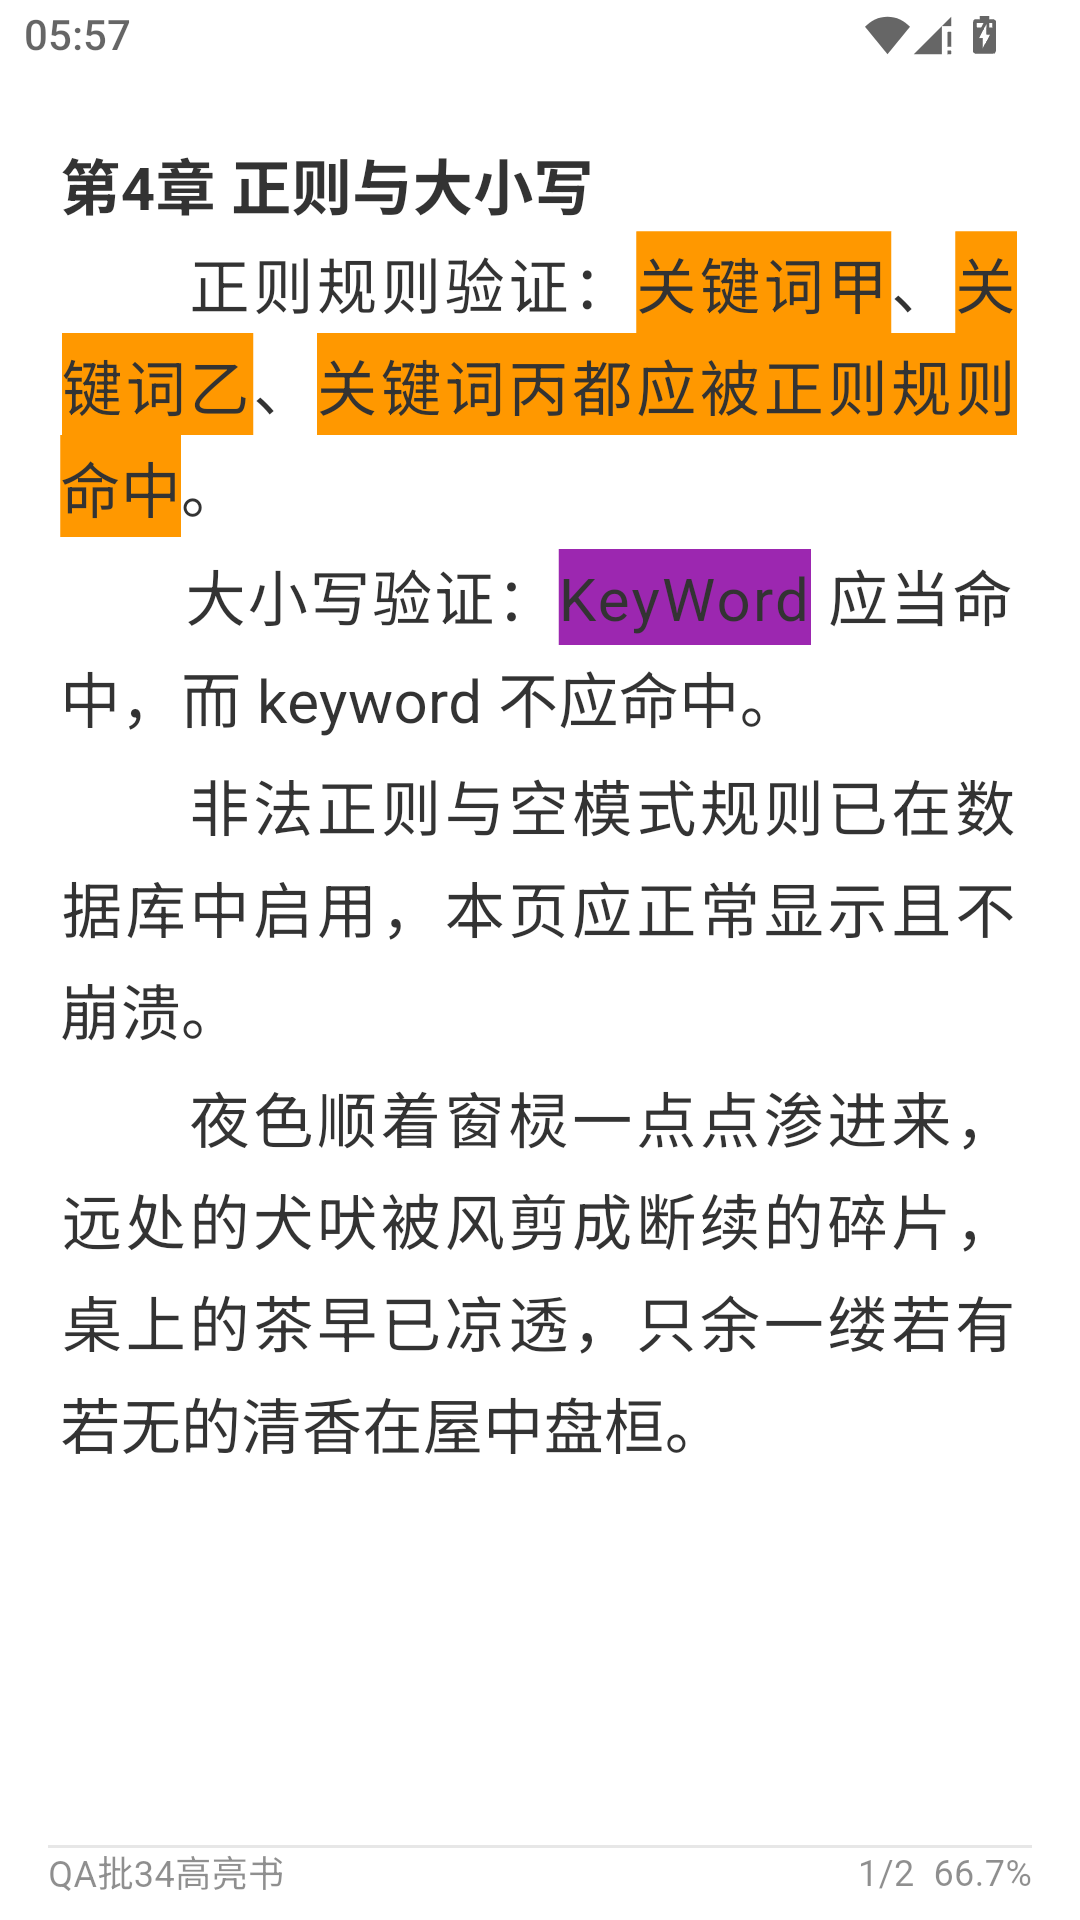 05:57
第4章 正则与大小写
正则规则验证：关键词甲、关
键词乙、关键词丙都应被正则规则
命中。
大小写验证：KeyWord 应当命
中，而 keyword 不应命中。
非法正则与空模式规则已在数
据库中启用，本页应正常显示且不
崩溃。
夜色顺着窗棂一点点渗进来，
远处的犬吠被风剪成断续的碎片，
桌上的茶早已凉透，只余一缕若有
若无的清香在屋中盘桓。
QA批34高亮书 1/2 66.7%